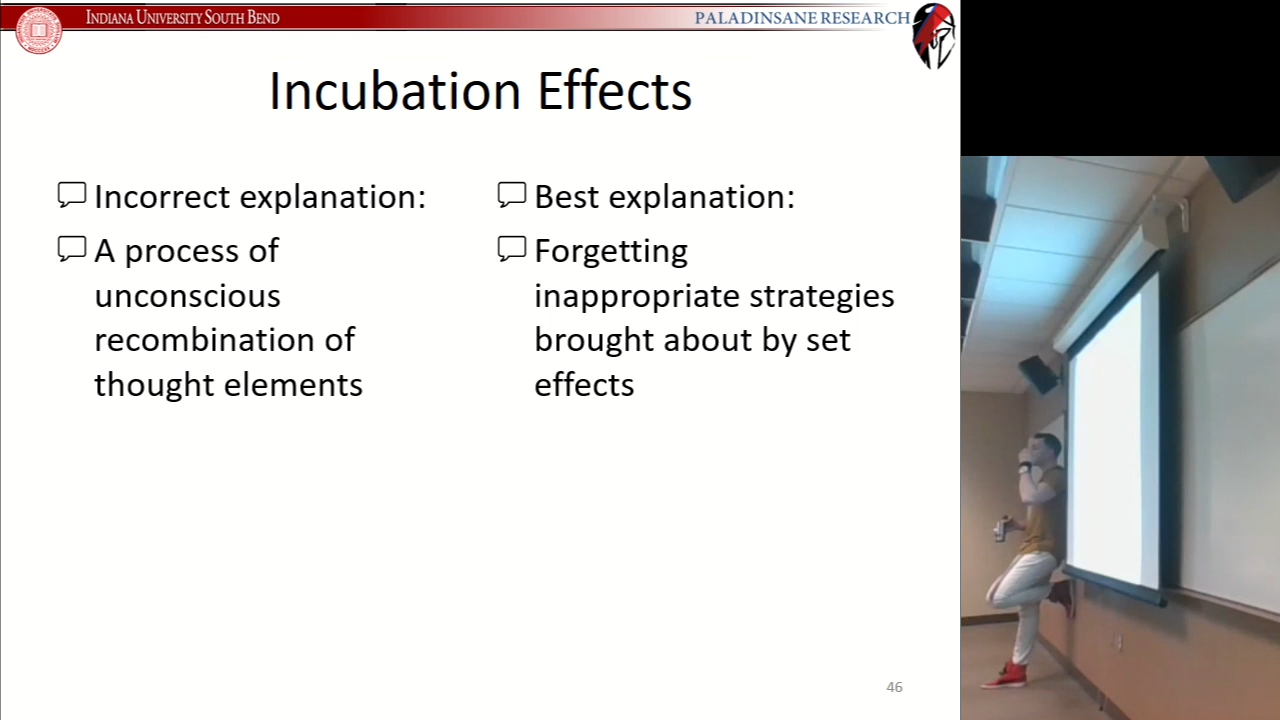 INDIANA UNIVERSITY SOUTH BEND
PALADINSANE RESEARCH
Incubation Effects
Incorrect explanation:
A process of
unconscious
recombination of
thought elements
Best explanation:
Forgetting
inappropriate strategies
brought about by set
effects
46